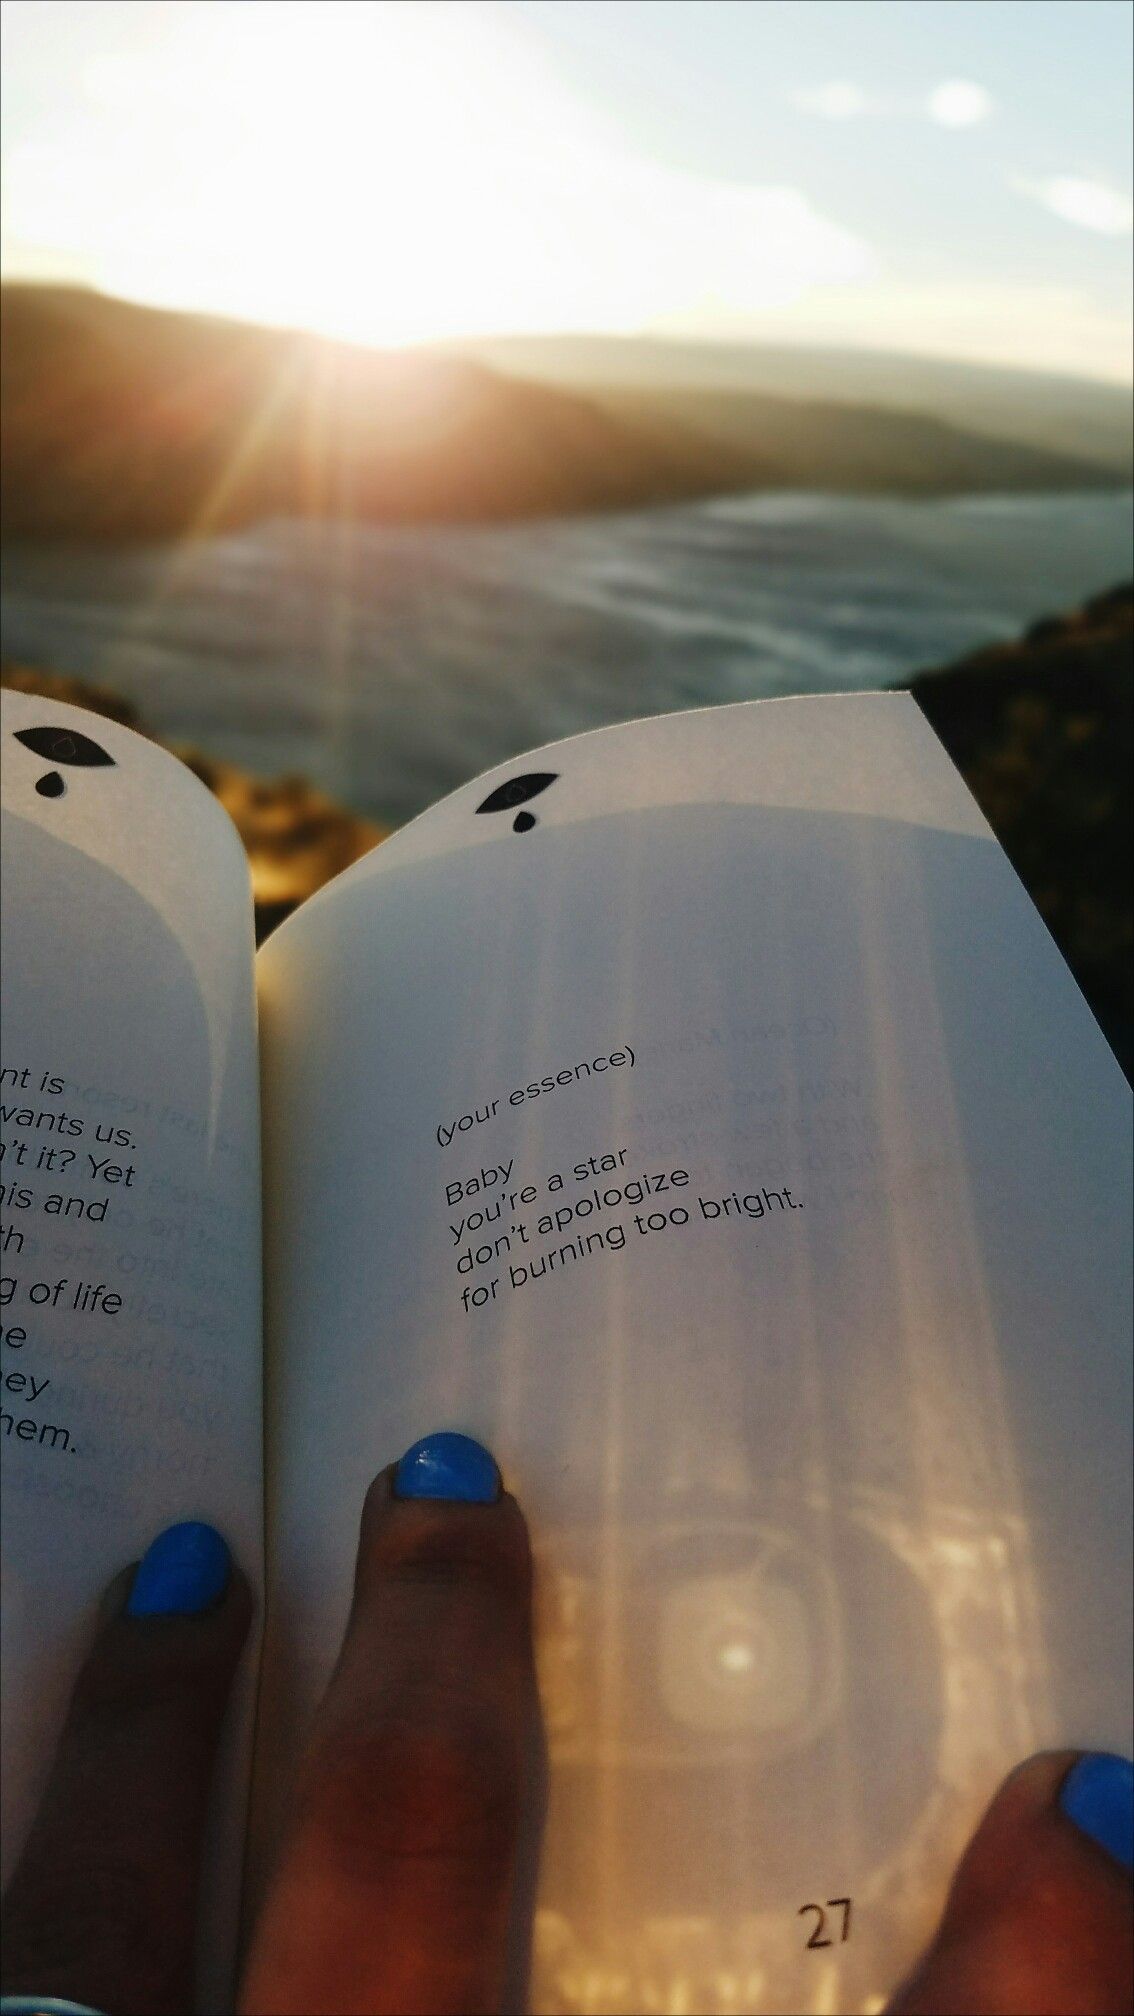 nt is
wants us.
n't it? Yet
his and
th
g of life
e
ey
hem.
(your essence)
Baby
you're a star
don't apologize
for burning too bright.
27